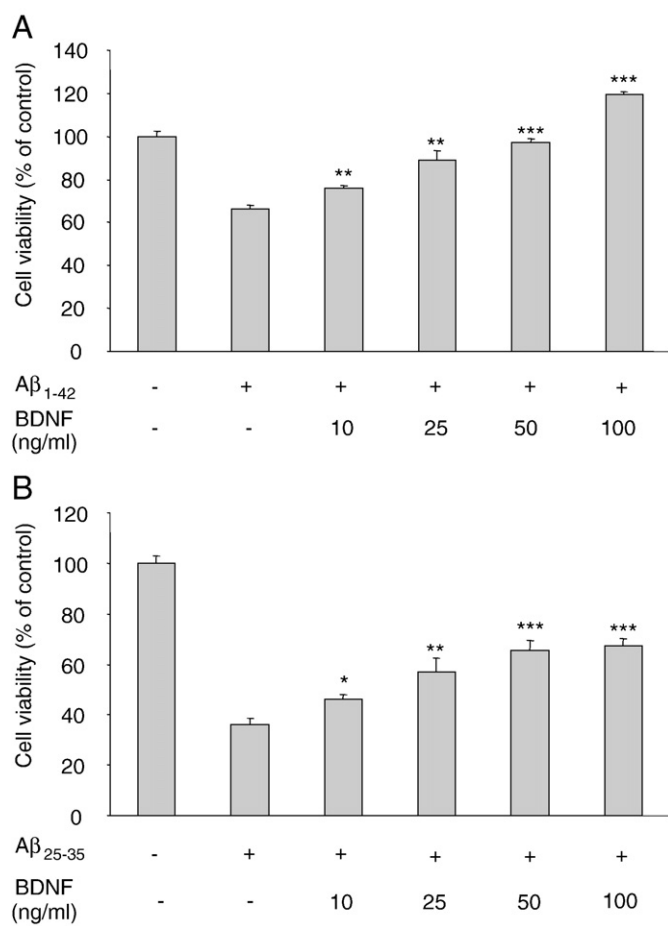 A
Cell viability (% of control)
140
120
100
80
60
40
20
0
** ** *** ***
Aβ1-42 - + + + + +
BDNF
(ng/ml) - - 10 25 50 100
B
Cell viability (% of control)
120
100
80
60
40
20
0
* ** *** ***
Aβ25-35 - + + + + +
BDNF
(ng/ml) - - 10 25 50 100